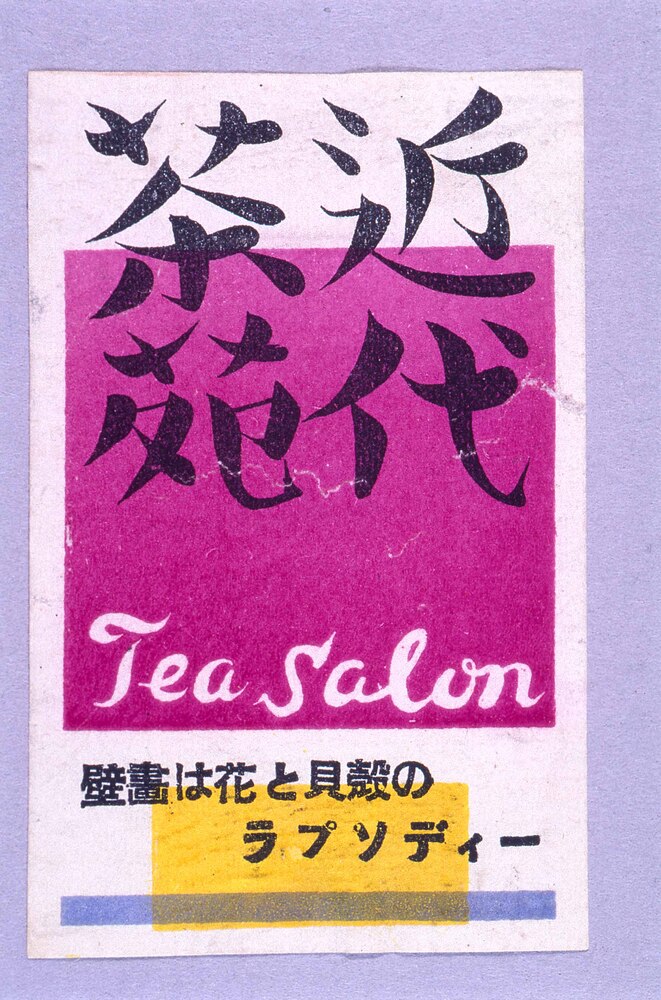 近代
茶苑
Tea Salon
壁畫は花と貝殻の
ラプソディー